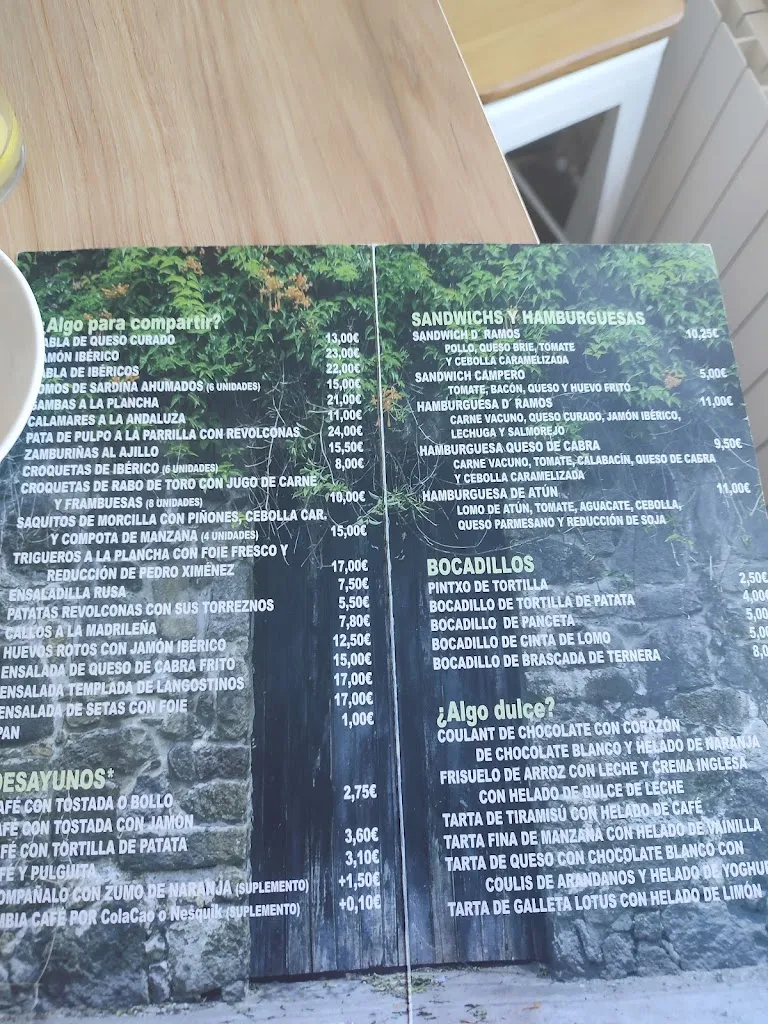 ¿Algo para compartir?
ABLA DE QUESO CURADO 13,00€
AMÓN IBÉRICO 23,00€
ABLA DE IBÉRICOS 22,00€
OMOS DE SARDINA AHUMADOS (6 UNIDADES) 15,00€
GAMBAS A LA PLANCHA 21,00€
CALAMARES A LA ANDALUZA 11,00€
PATA DE PULPO A LA PARRILLA CON REVOLCONAS 24,00€
ZAMBURIÑAS AL AJILLO 15,50€
CROQUETAS DE IBÉRICO (6 UNIDADES) 8,00€
CROQUETAS DE RABO DE TORO CON JUGO DE CARNE
Y FRAMBUESAS (8 UNIDADES) 10,00€
SAQUITOS DE MORCILLA CON PIÑONES, CEBOLLA CAR.
Y COMPOTA DE MANZANA (4 UNIDADES) 15,00€
TRIGUEROS A LA PLANCHA CON FOIE FRESCO Y
REDUCCIÓN DE PEDRO XIMÉNEZ 17,00€
ENSALADILLA RUSA 7,50€
PATATAS REVOLCONAS CON SUS TORREZNOS 5,50€
CALLOS A LA MADRILEÑA 7,80€
HUEVOS ROTOS CON JAMÓN IBÉRICO 12,50€
ENSALADA DE QUESO DE CABRA FRITO 15,00€
ENSALADA TEMPLADA DE LANGOSTINOS 17,00€
ENSALADA DE SETAS CON FOIE 17,00€
PAN 1,00€
DESAYUNOS*
AFÉ CON TOSTADA O BOLLO 2,75€
AFÉ CON TOSTADA CON JAMÓN
AFÉ CON TORTILLA DE PATATA 3,60€
FÉ Y PULGUITA 3,10€
OMPAÑALO CON ZUMO DE NARANJA (SUPLEMENTO) +1,50€
MBIA CAFÉ POR ColaCao o Nesquik (SUPLEMENTO) +0,10€
SANDWICHS Y HAMBURGUESAS
SANDWICH D´RAMOS 10,25€
POLLO, QUESO BRIE, TOMATE
Y CEBOLLA CARAMELIZADA
SANDWICH CAMPERO 5,00€
TOMATE, BACÓN, QUESO Y HUEVO FRITO
HAMBURGUESA D´RAMOS 11,00€
CARNE VACUNO, QUESO CURADO, JAMÓN IBÉRICO,
LECHUGA Y SALMOREJO
HAMBURGUESA QUESO DE CABRA 9,50€
CARNE VACUNO, TOMATE, CALABACÍN, QUESO DE CABRA
Y CEBOLLA CARAMELIZADA
HAMBURGUESA DE ATÚN 11,00€
LOMO DE ATÚN, TOMATE, AGUACATE, CEBOLLA,
QUESO PARMESANO Y REDUCCIÓN DE SOJA
BOCADILLOS
PINTXO DE TORTILLA 2,50€
BOCADILLO DE TORTILLA DE PATATA 4,00€
BOCADILLO DE PANCETA 5,00
BOCADILLO DE CINTA DE LOMO 5,0
BOCADILLO DE BRASCADA DE TERNERA 8,0
¿Algo dulce?
COULANT DE CHOCOLATE CON CORAZÓN
DE CHOCOLATE BLANCO Y HELADO DE NARANJA
FRISUELO DE ARROZ CON LECHE Y CREMA INGLESA
CON HELADO DE DULCE DE LECHE
TARTA DE TIRAMISÚ CON HELADO DE CAFÉ
TARTA FINA DE MANZANA CON HELADO DE VAINILLA
TARTA DE QUESO CON CHOCOLATE BLANCO CON
COULIS DE ARANDANOS Y HELADO DE YOGHU
TARTA DE GALLETA LOTUS CON HELADO DE LIMÓN